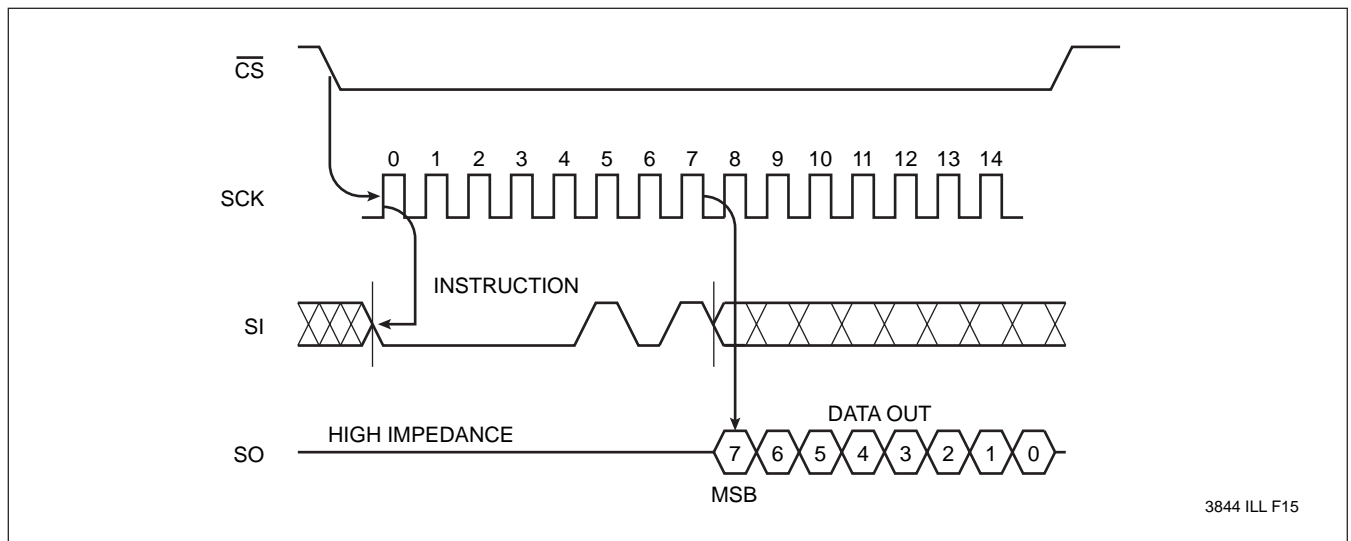 C̅S̅
0 1 2 3 4 5 6 7 8 9 10 11 12 13 14
SCK
INSTRUCTION
SI
DATA OUT
HIGH IMPEDANCE
SO
7 6 5 4 3 2 1 0
MSB
3844 ILL F15